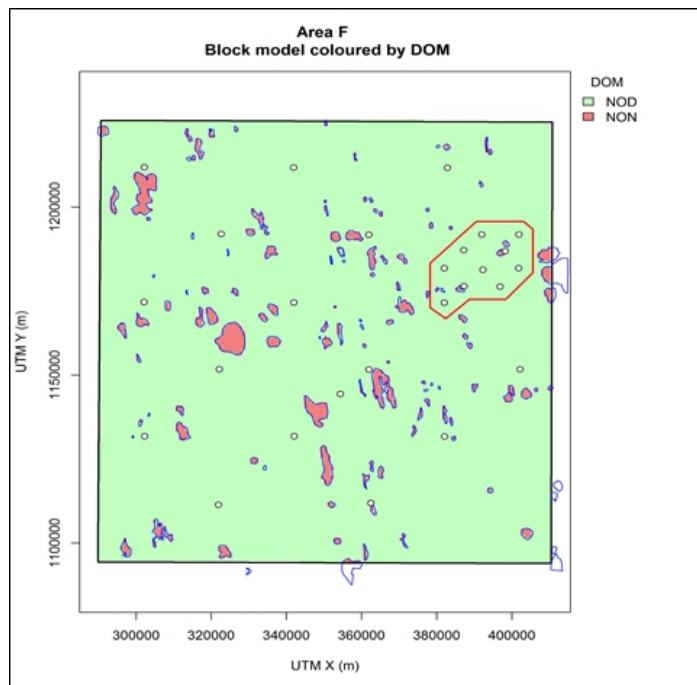 Area F
Block model coloured by DOM
DOM
NOD
NON
1200000
1150000
1100000
UTM Y (m)
300000 320000 340000 360000 380000 400000
UTM X (m)